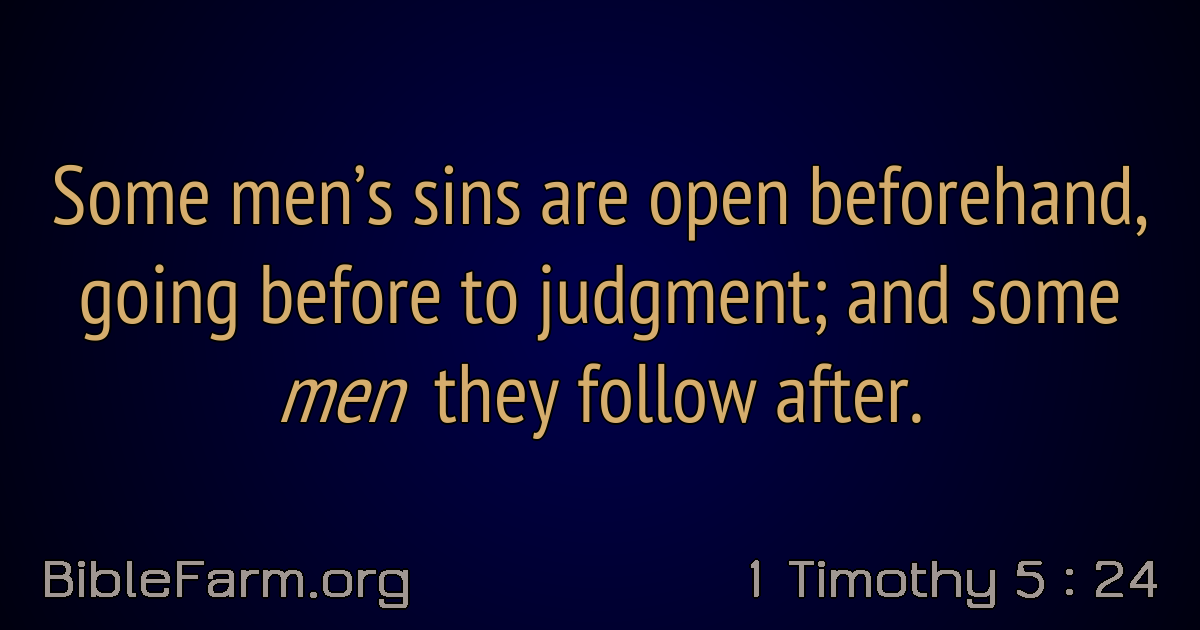 Some men’s sins are open beforehand,
going before to judgment; and some
men they follow after.
BibleFarm.org
1 Timothy 5 : 24